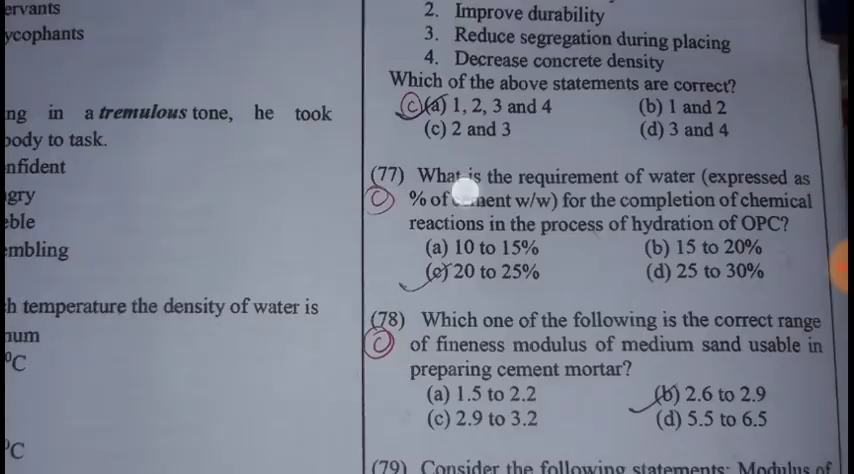 ervants
ycophants
ng in a tremulous tone, he took
body to task.
nfident
gry
eble
mbling
h temperature the density of water is
num
⁰C
⁰C
2. Improve durability
3. Reduce segregation during placing
4. Decrease concrete density
Which of the above statements are correct?
C (a) 1, 2, 3 and 4 (b) 1 and 2
(c) 2 and 3 (d) 3 and 4
(77) What is the requirement of water (expressed as
C % of cement w/w) for the completion of chemical
reactions in the process of hydration of OPC?
(a) 10 to 15% (b) 15 to 20%
(c) 20 to 25% (d) 25 to 30%
(78) Which one of the following is the correct range
C of fineness modulus of medium sand usable in
preparing cement mortar?
(a) 1.5 to 2.2 (b) 2.6 to 2.9
(c) 2.9 to 3.2 (d) 5.5 to 6.5
(79) Consider the following statements: Modulus of